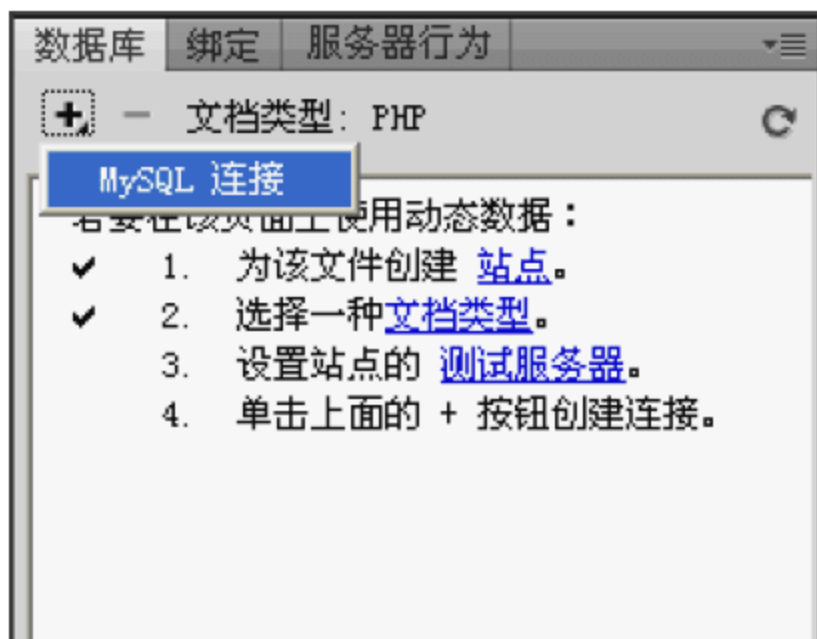 数据库 绑定 服务器行为
+ - 文档类型: PHP
MySQL 连接
若要在该页面上使用动态数据：
✓ 1. 为该文件创建 站点。
✓ 2. 选择一种文档类型。
3. 设置站点的 测试服务器。
4. 单击上面的 + 按钮创建连接。